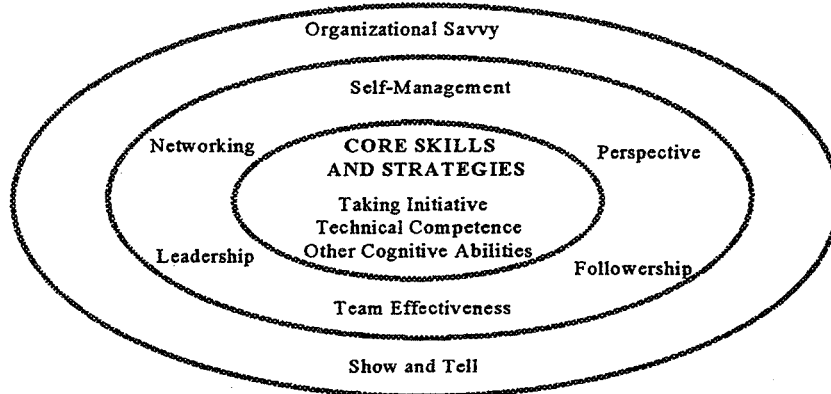 Organizational Savvy
Self-Management
Networking
CORE SKILLS
AND STRATEGIES
Perspective
Taking Initiative
Technical Competence
Other Cognitive Abilities
Leadership
Followership
Team Effectiveness
Show and Tell